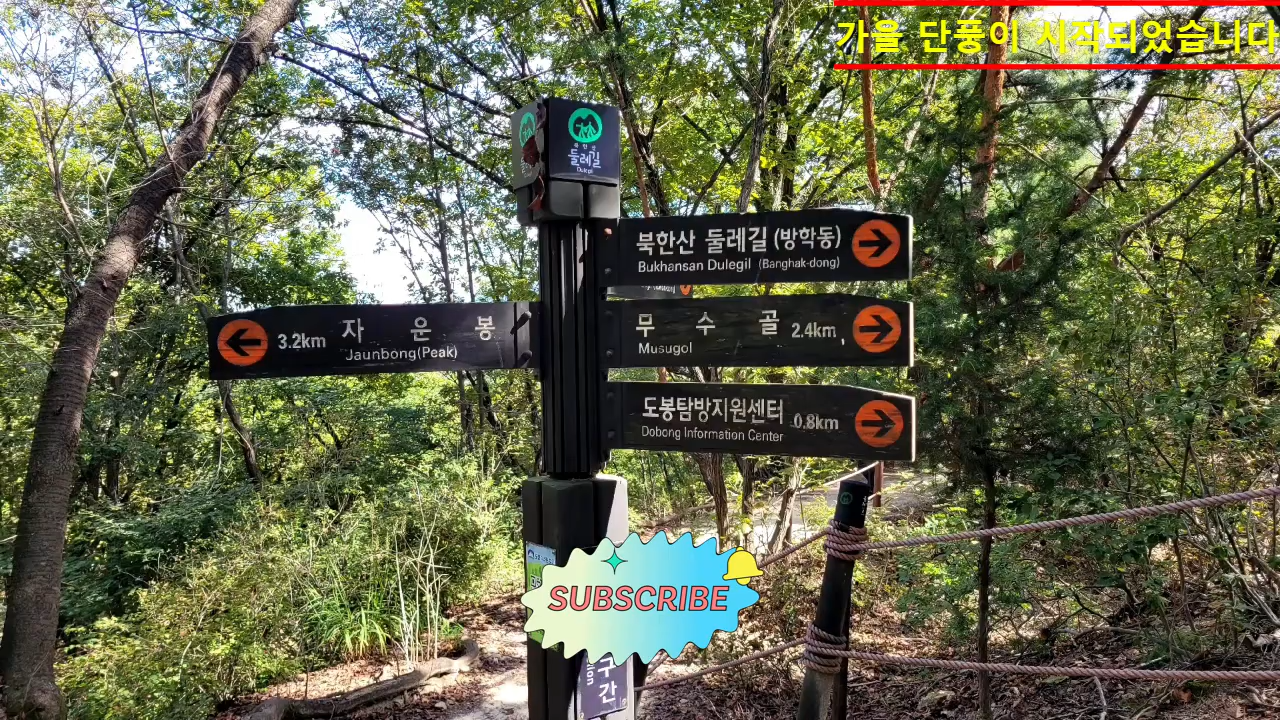 가을 단풍이 시작되었습니다
북한산
둘레길
Dulegil
북한산 둘레길 (방학동)
Bukhansan Dulegil (Banghak-dong)
3.2km 자 운 봉
Jaunbong(Peak)
무 수 골 2.4km
Musugol
도봉탐방지원센터 0.8km
Dobong Information Center
SUBSCRIBE
구간